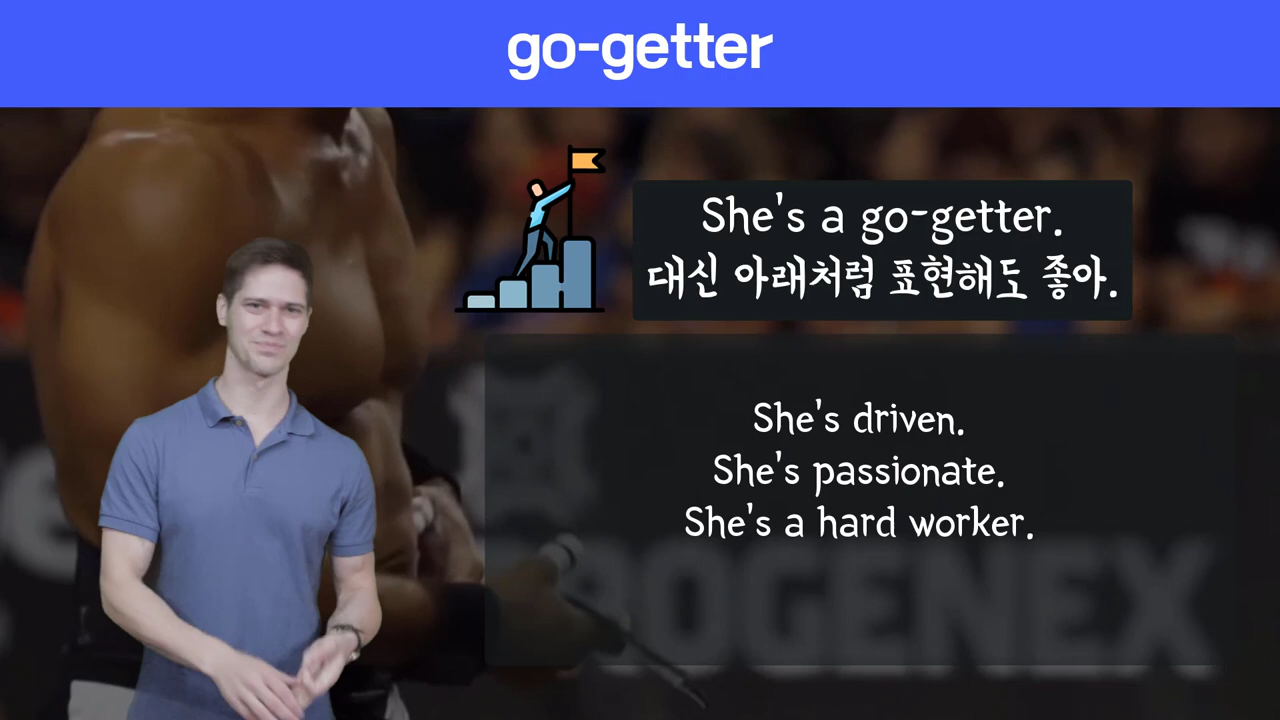 go-getter
She's a go-getter.
대신 아래처럼 표현해도 좋아.
She's driven.
She's passionate.
She's a hard worker.
OGENEX